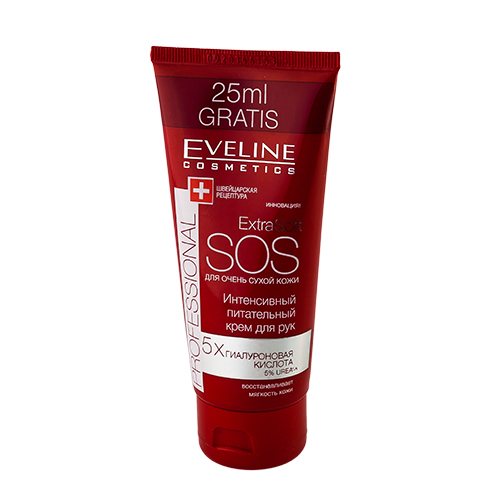 25ml
GRATIS
EVELINE
COSMETICS
ШВЕЙЦАРСКАЯ
РЕЦЕПТУРА
ИННОВАЦИЯ!
PROFESSIONAL
SOS
ДЛЯ ОЧЕНЬ СУХОЙ КОЖИ
Интенсивный
питательный
крем для рук
5X ГИАЛУРОНОВАЯ
КИСЛОТА
5% UREA
восстанавливает
мягкость кожи